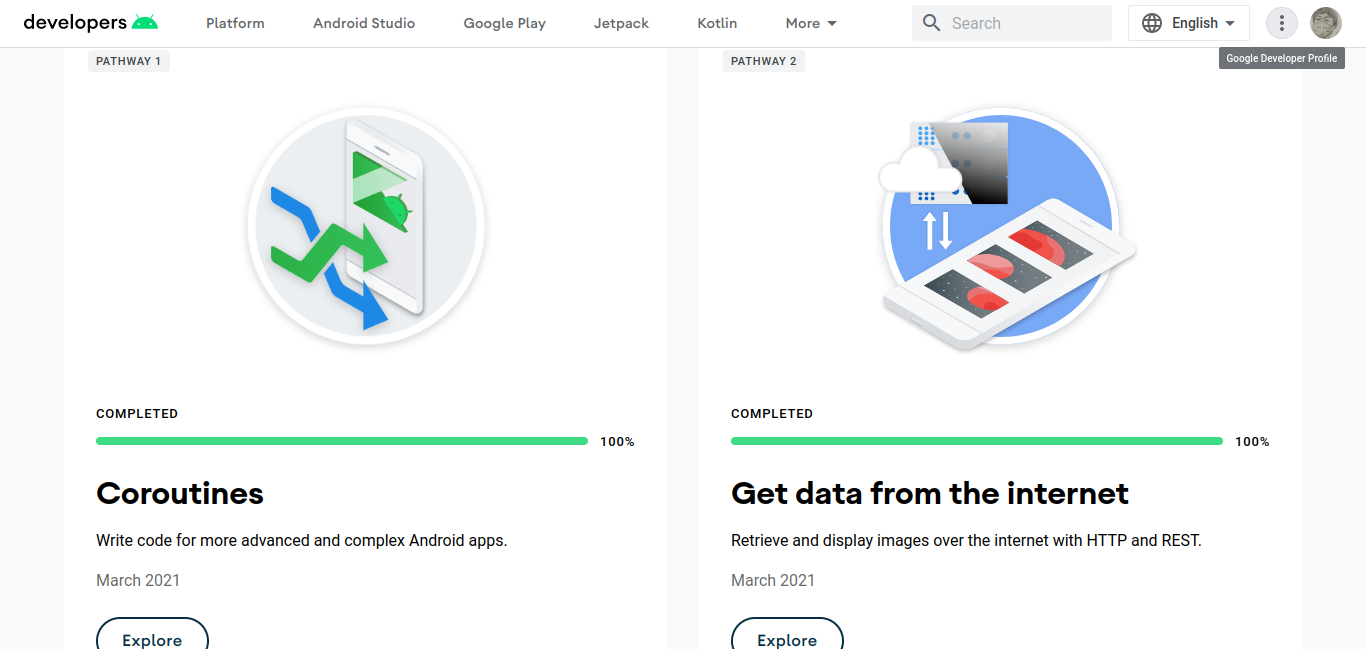 developers Platform Android Studio Google Play Jetpack Kotlin More Search English
Google Developer Profile
PATHWAY 1
PATHWAY 2
COMPLETED
100%
Coroutines
Write code for more advanced and complex Android apps.
March 2021
Explore
COMPLETED
100%
Get data from the internet
Retrieve and display images over the internet with HTTP and REST.
March 2021
Explore